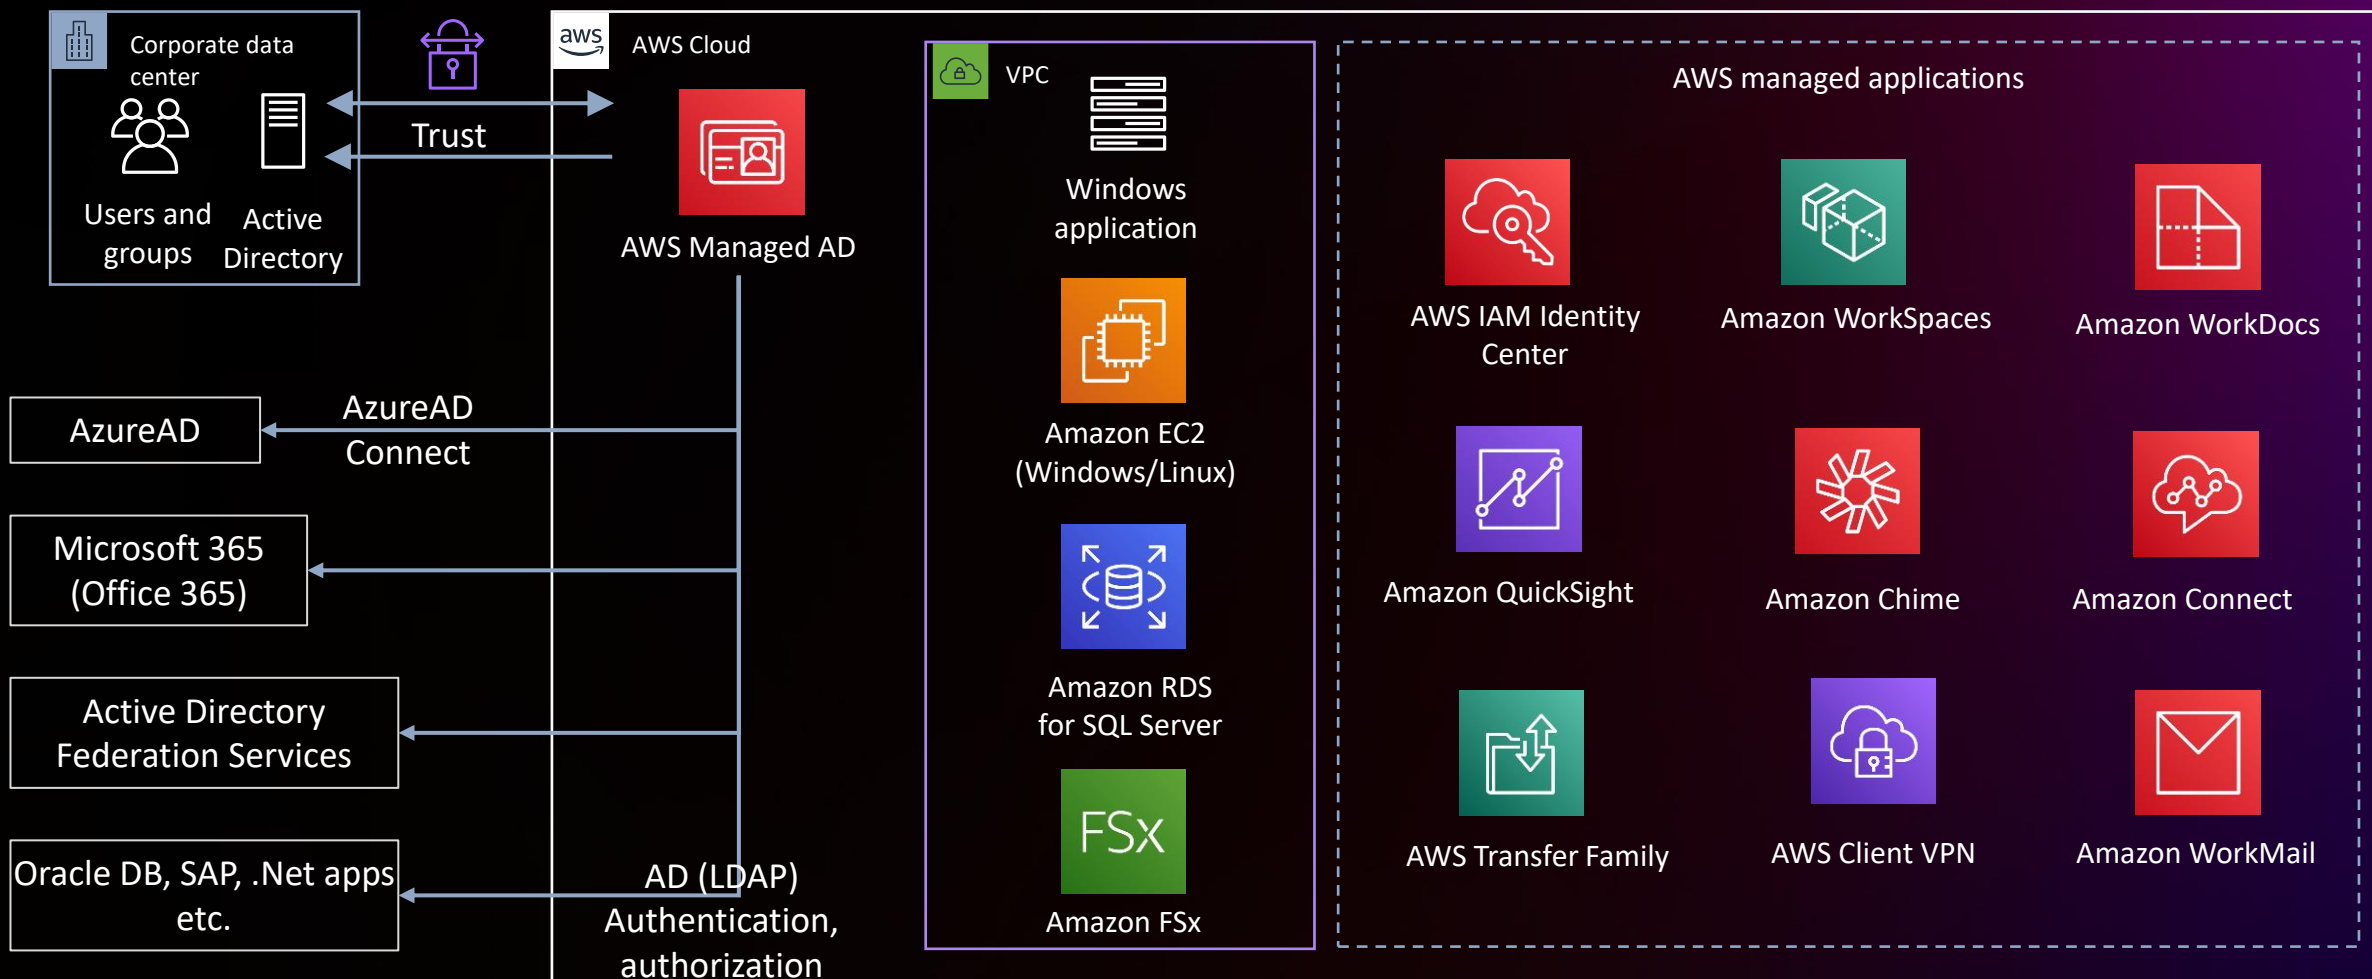 Corporate data
center
Users and
groups
Active
Directory
Trust
aws
AWS Cloud
AWS Managed AD
AzureAD
AzureAD
Connect
Microsoft 365
(Office 365)
Active Directory
Federation Services
Oracle DB, SAP, .Net apps
etc.
AD (LDAP)
Authentication,
authorization
VPC
Windows
application
Amazon EC2
(Windows/Linux)
Amazon RDS
for SQL Server
FSx
Amazon FSx
AWS managed applications
AWS IAM Identity
Center
Amazon WorkSpaces
Amazon WorkDocs
Amazon QuickSight
Amazon Chime
Amazon Connect
AWS Transfer Family
AWS Client VPN
Amazon WorkMail